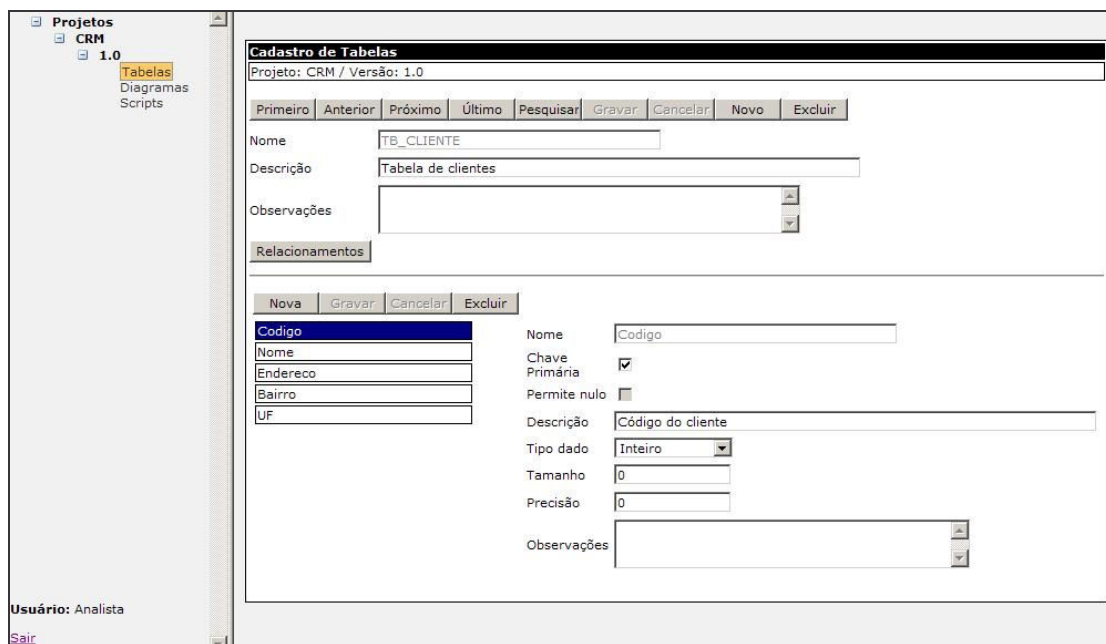 Projetos
CRM
1.0
Tabelas
Diagramas
Scripts
Usuário: Analista
Sair
Cadastro de Tabelas
Projeto: CRM / Versão: 1.0
Primeiro Anterior Próximo Último Pesquisar Gravar Cancelar Novo Excluir
Nome TB_CLIENTE
Descrição Tabela de clientes
Observações
Relacionamentos
Nova Gravar Cancelar Excluir
Codigo
Nome
Endereco
Bairro
UF
Nome Codigo
Chave
Primária
Permite nulo
Descrição Código do cliente
Tipo dado Inteiro
Tamanho 0
Precisão 0
Observações